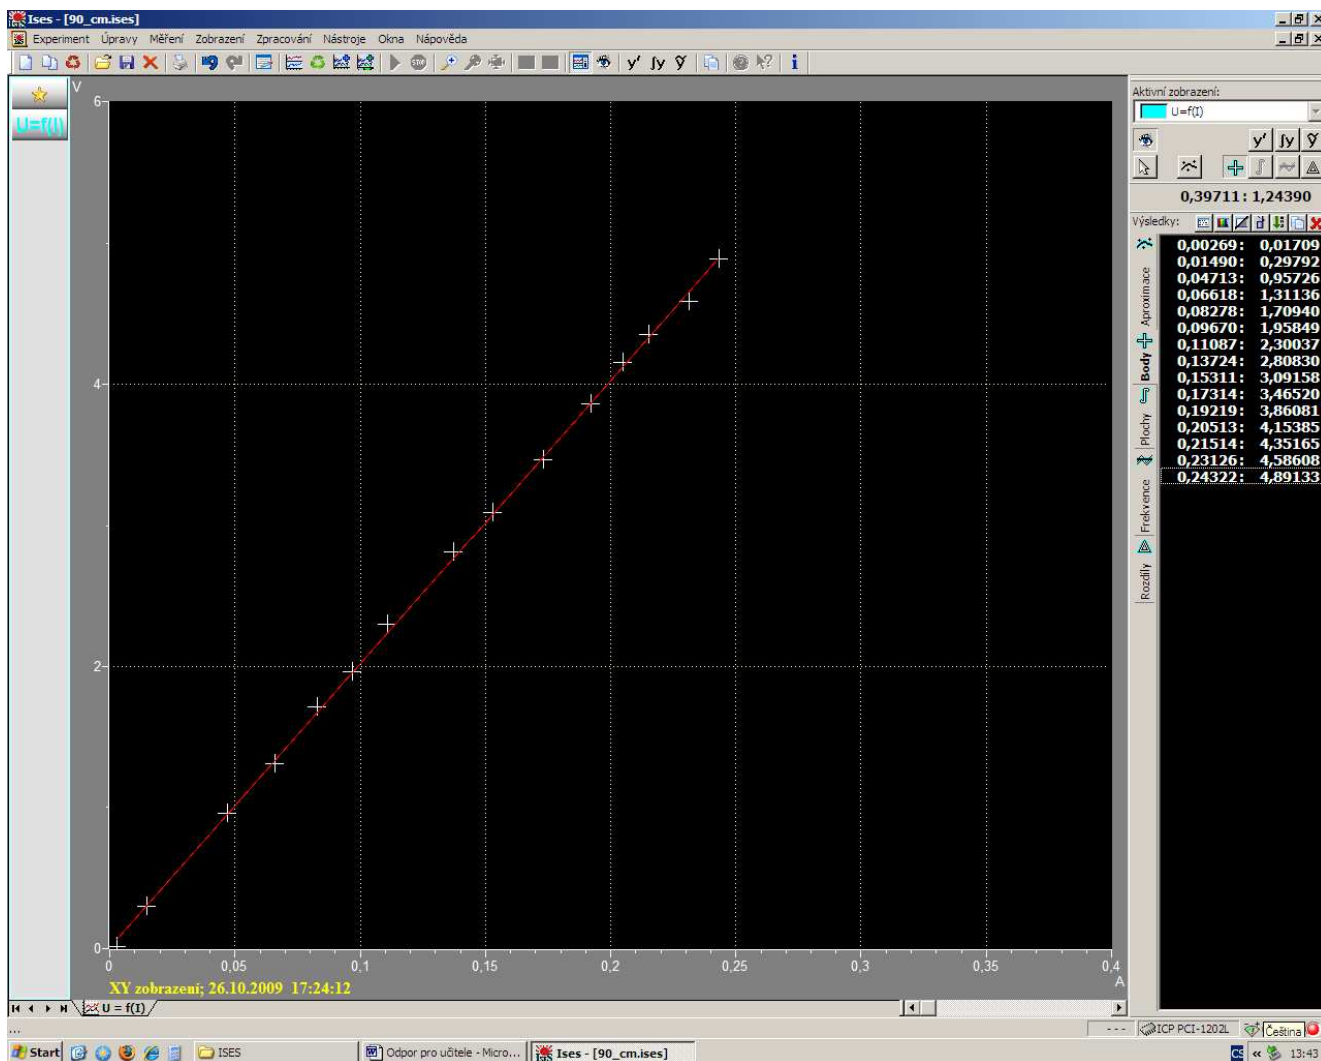 Ises - [90_cm.ises]
Experiment Úpravy Měření Zobrazení Zpracování Nástroje Okna Nápověda
STOP y' ∫y i
U=f(I)
V
6
4
2
0
0 0,05 0,1 0,15 0,2 0,25 0,3 0,35 0,4
A
XY zobrazení; 26.10.2009 17:24:12
U = f(I)
Aktivní zobrazení:
U=f(I)
y' ∫y
0,39711: 1,24390
Výsledky:
Aproximace
Body
Plochy
Frekvence
Rozdíly
0,00269: 0,01709
0,01490: 0,29792
0,04713: 0,95726
0,06618: 1,31136
0,08278: 1,70940
0,09670: 1,95849
0,11087: 2,30037
0,13724: 2,80830
0,15311: 3,09158
0,17314: 3,46520
0,19219: 3,86081
0,20513: 4,15385
0,21514: 4,35165
0,23126: 4,58608
0,24322: 4,89133
...
--- ICP PCI-1202L Čeština
Start ISES Odpor pro učitele - Micro... Ises - [90_cm.ises] CS « 13:43